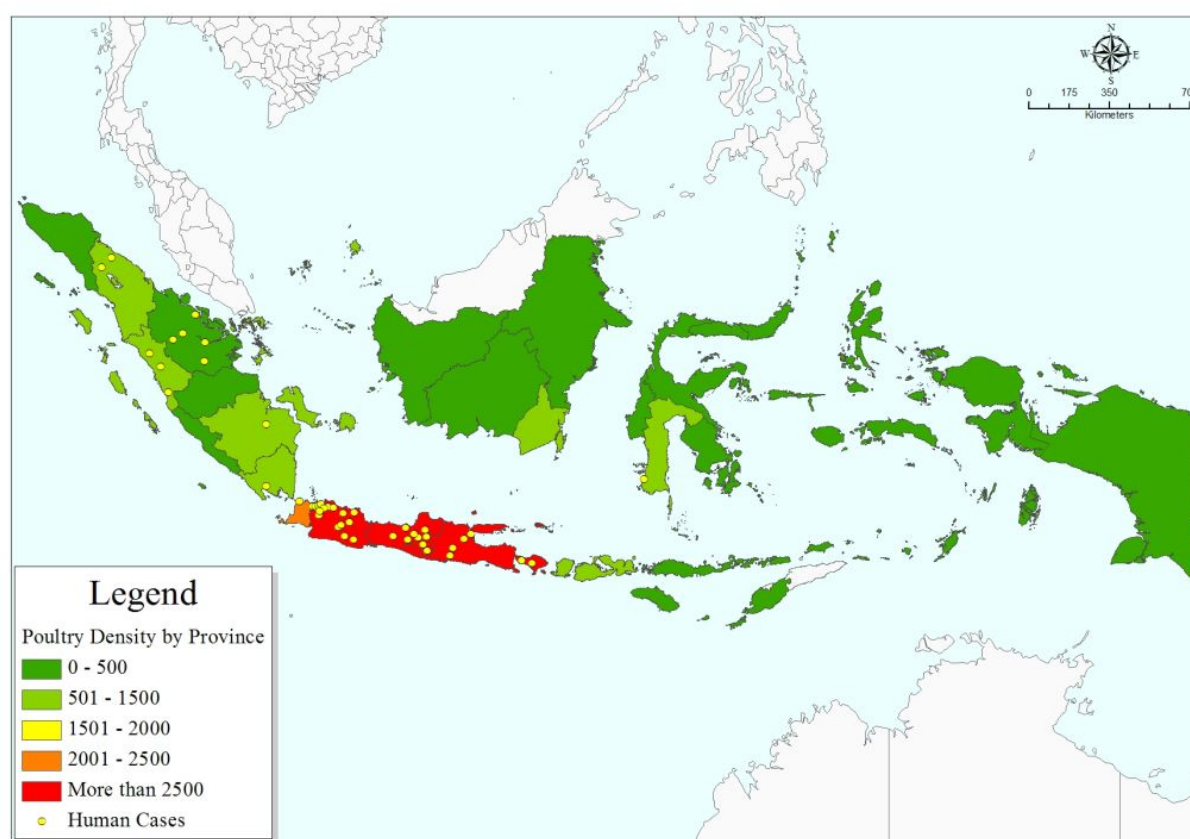 N
W E
S
0 175 350 70
Kilometers
Legend
Poultry Density by Province
0 - 500
501 - 1500
1501 - 2000
2001 - 2500
More than 2500
Human Cases